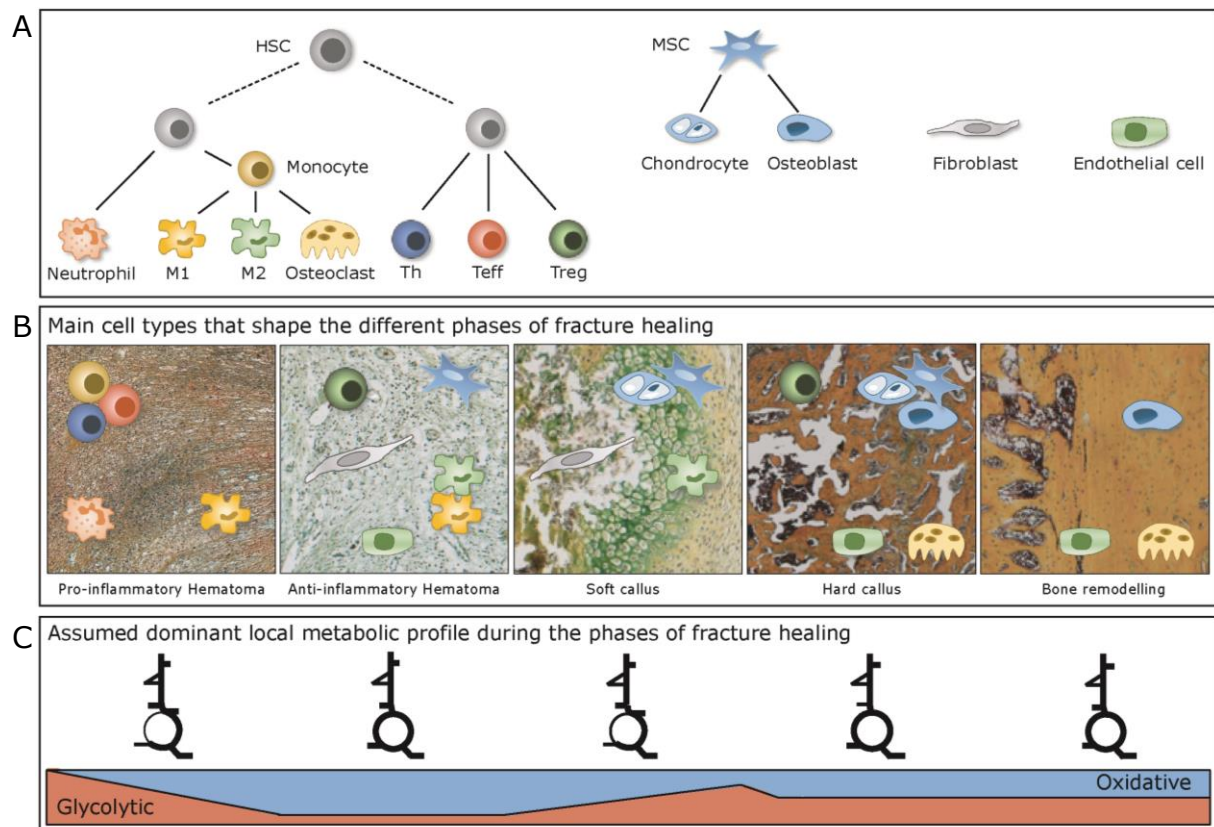 A
HSC
MSC
Monocyte
Chondrocyte
Osteoblast
Fibroblast
Endothelial cell
Neutrophil
M1
M2
Osteoclast
Th
Teff
Treg
B
Main cell types that shape the different phases of fracture healing
Pro-inflammatory Hematoma
Anti-inflammatory Hematoma
Soft callus
Hard callus
Bone remodelling
C
Assumed dominant local metabolic profile during the phases of fracture healing
Oxidative
Glycolytic